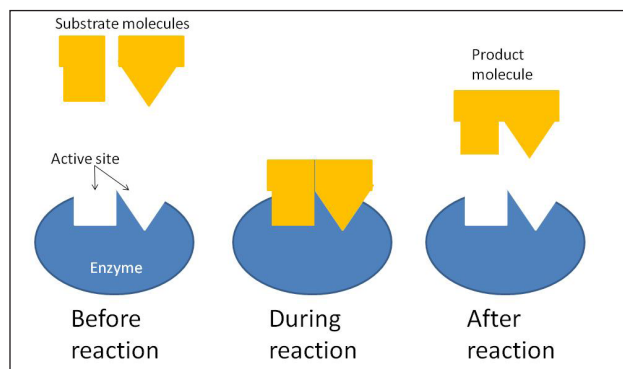 Substrate molecules
Product
molecule
Active site
Enzyme
Before
reaction
During
reaction
After
reaction